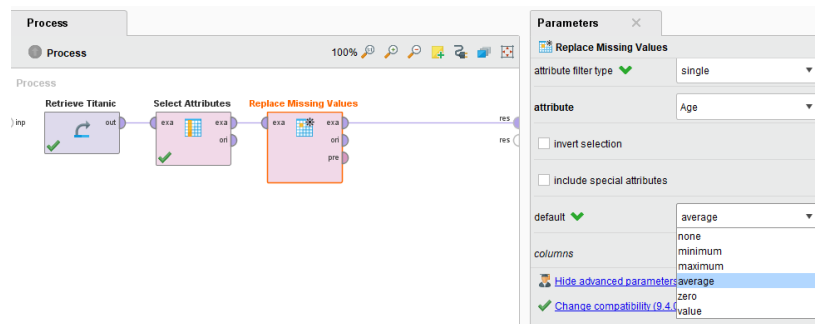 Process
Process
100%
Process
Retrieve Titanic
Select Attributes
Replace Missing Values
inp
out
exa
exa
ori
exa
exa
ori
pre
res
res
Parameters
Replace Missing Values
attribute filter type
single
attribute
Age
invert selection
include special attributes
default
average
none
minimum
maximum
average
zero
value
columns
Hide advanced parameters
Change compatibility (9.4.0